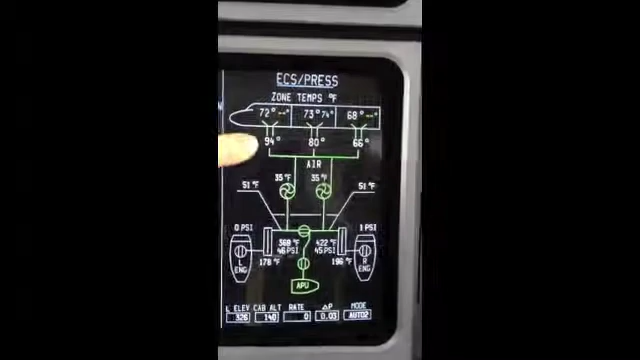 ECS/PRESS
ZONE TEMPS °F
72° --° 73° 74° 68° --°
94° 80° 66°
AIR
35 °F 35 °F
51 °F 51 °F
0 PSI 1 PSI
368 °F 422 °F
46 PSI 45 PSI
L ENG 178 °F 196 °F R ENG
APU
L ELEV CAB ALT RATE ΔP MODE
326 140 0 0.03 AUTO2